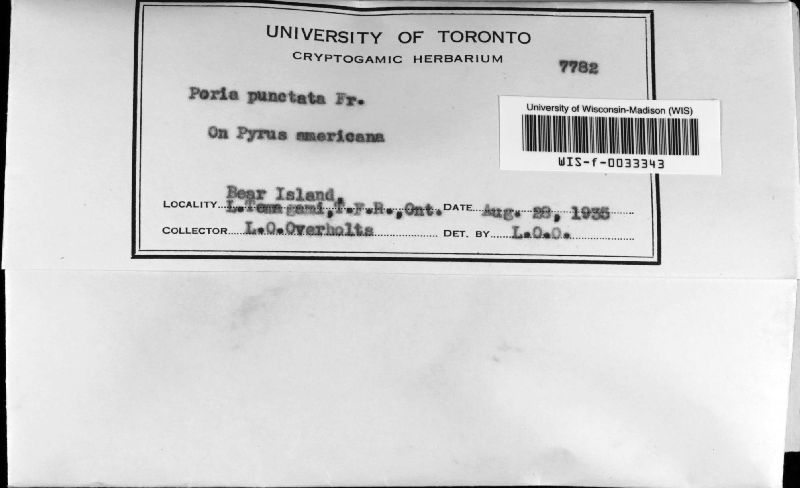 UNIVERSITY OF TORONTO
CRYPTOGAMIC HERBARIUM
7782
Poria punctata Fr.
On Pyrus americana
University of Wisconsin-Madison (WIS)
WIS-f-0033343
Bear Island,
LOCALITY L.Temagami,T.F.R.,Ont. DATE Aug. 29, 1935
COLLECTOR L.O.Overholts DET. BY L.O.O.